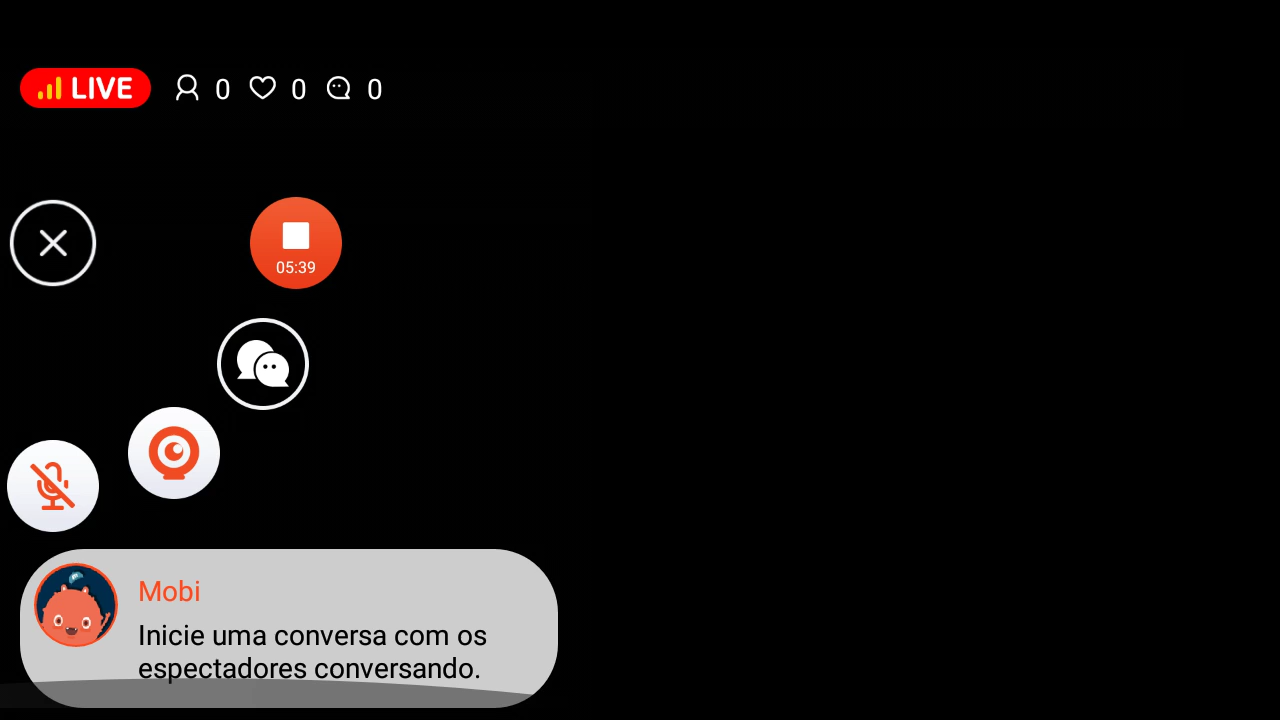 LIVE 0 0 0
05:39
Mobi
Inicie uma conversa com os
espectadores conversando.